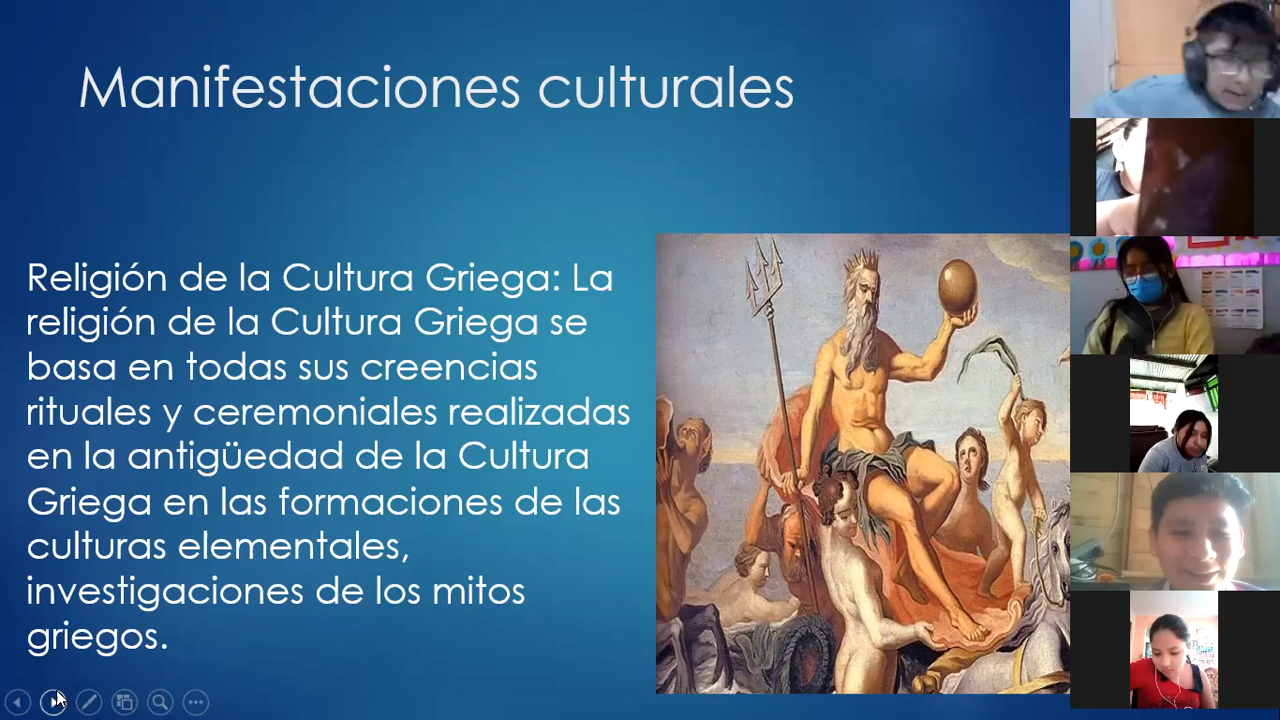 Manifestaciones culturales
Religión de la Cultura Griega: La
religión de la Cultura Griega se
basa en todas sus creencias
rituales y ceremoniales realizadas
en la antigüedad de la Cultura
Griega en las formaciones de las
culturas elementales,
investigaciones de los mitos
griegos.